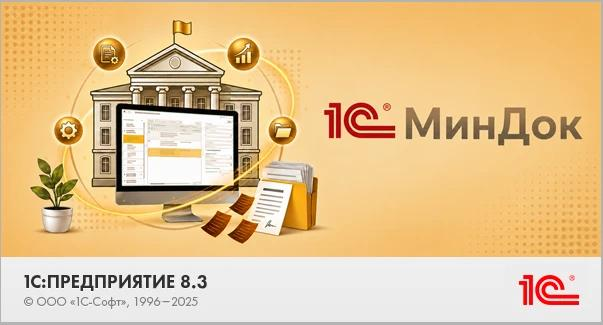 1С® МинДок
1С:ПРЕДПРИЯТИЕ 8.3
© ООО «1С-Софт», 1996–2025
1С®